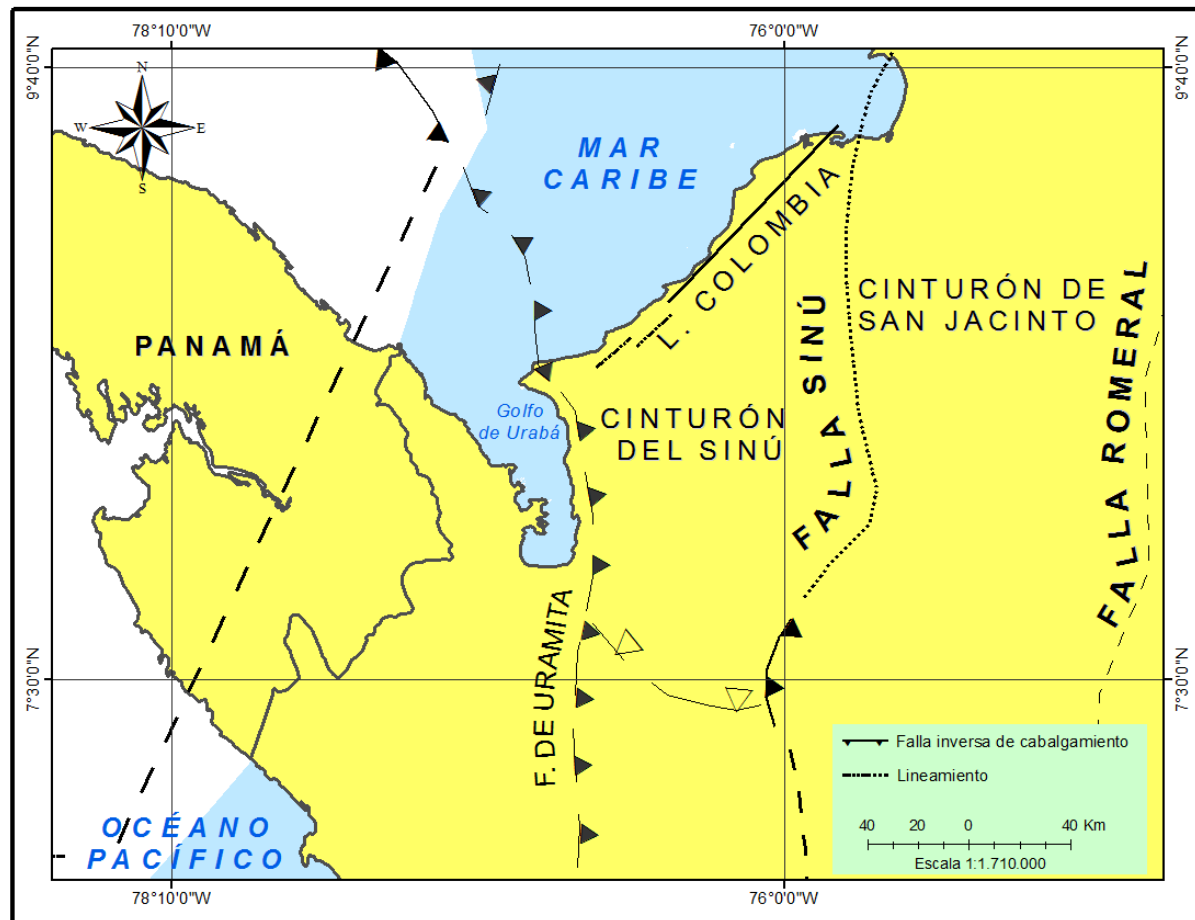 78°10'0"W
76°0'0"W
9°40'0"N
9°40'0"N
N
W
E
S
MAR
CARIBE
L. COLOMBIA
CINTURÓN DE
SAN JACINTO
PANAMÁ
FALLA SINÚ
FALLA ROMERAL
Golfo
de Urabá
CINTURÓN
DEL SINÚ
F. DE URAMITA
7°30'0"N
7°30'0"N
Falla inversa de cabalgamiento
Lineamiento
40 20 0 40 Km
Escala 1:1.710.000
OCÉANO
PACÍFICO
78°10'0"W
76°0'0"W